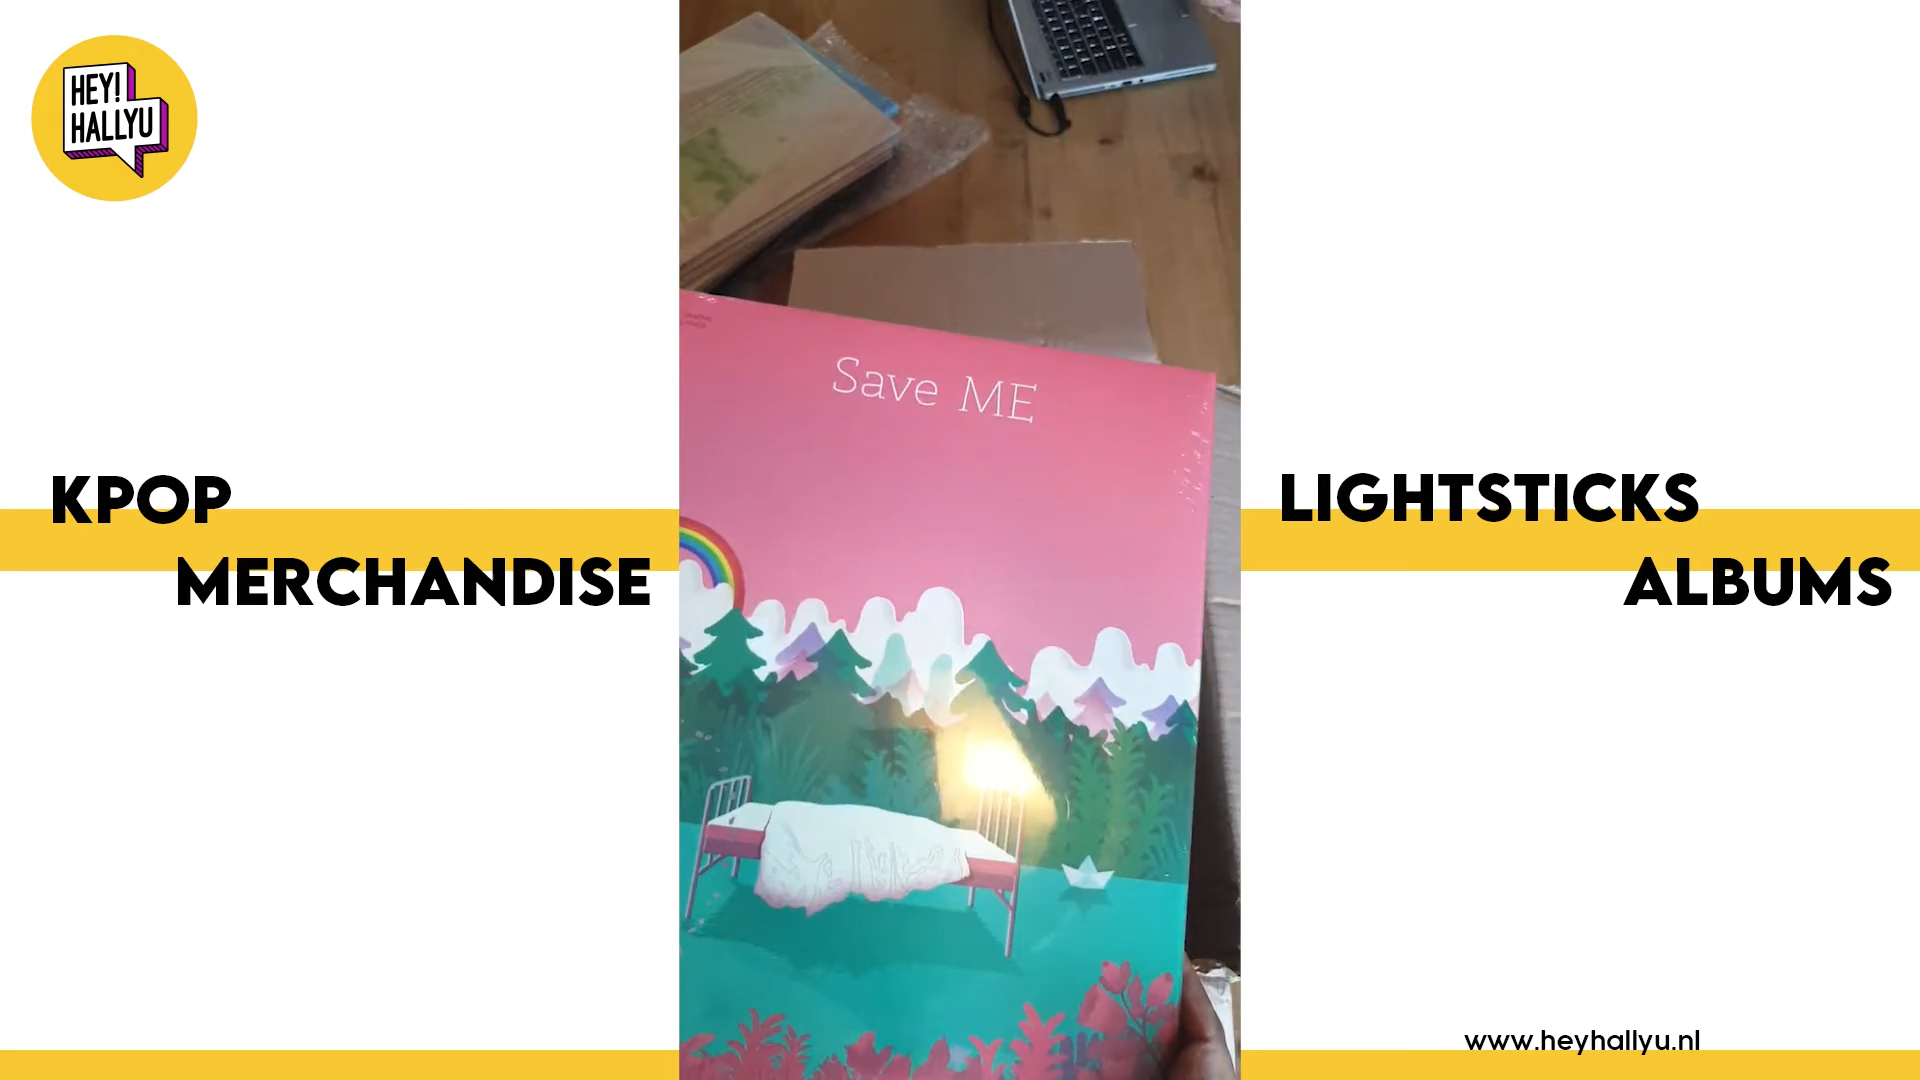 HEY!
HALLYU
Save ME
KPOP
MERCHANDISE
LIGHTSTICKS
ALBUMS
www.heyhallyu.nl